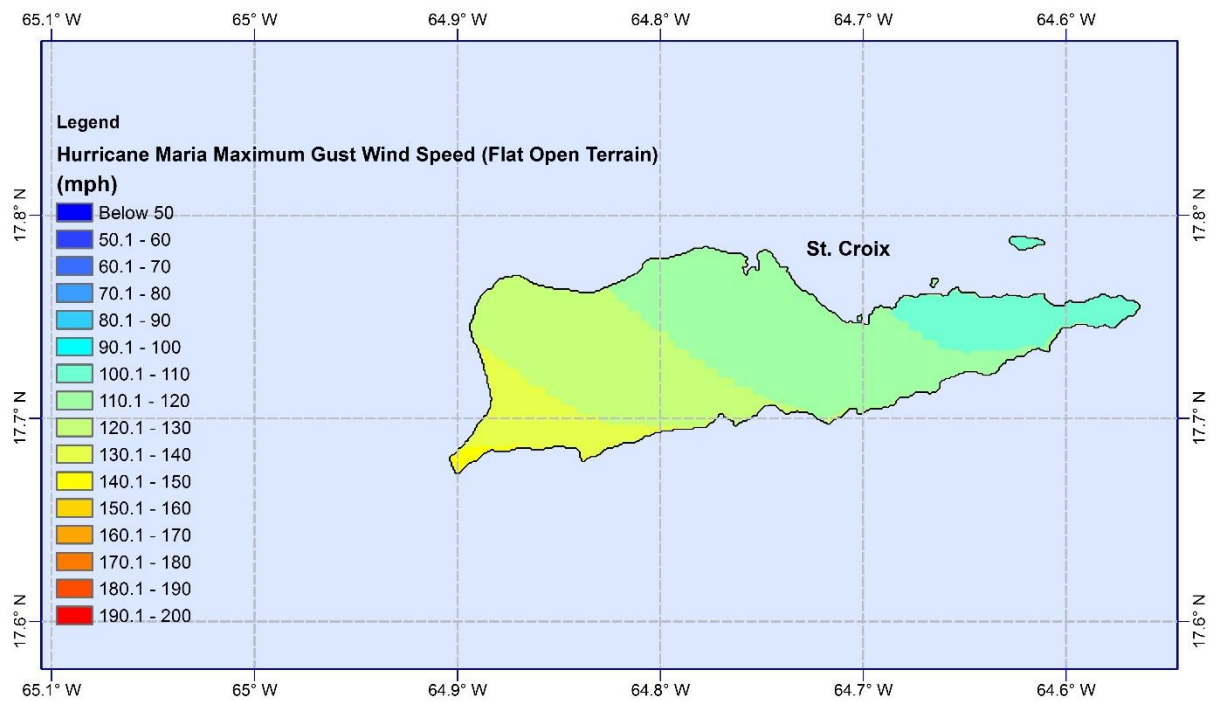 65.1° W 65° W 64.9° W 64.8° W 64.7° W 64.6° W
Legend
Hurricane Maria Maximum Gust Wind Speed (Flat Open Terrain)
(mph)
Below 50
50.1 - 60
60.1 - 70
70.1 - 80
80.1 - 90
90.1 - 100
100.1 - 110
110.1 - 120
120.1 - 130
130.1 - 140
140.1 - 150
150.1 - 160
160.1 - 170
170.1 - 180
180.1 - 190
190.1 - 200
St. Croix
17.8° N
17.7° N
17.6° N
17.8° N
17.7° N
17.6° N
65.1° W 65° W 64.9° W 64.8° W 64.7° W 64.6° W